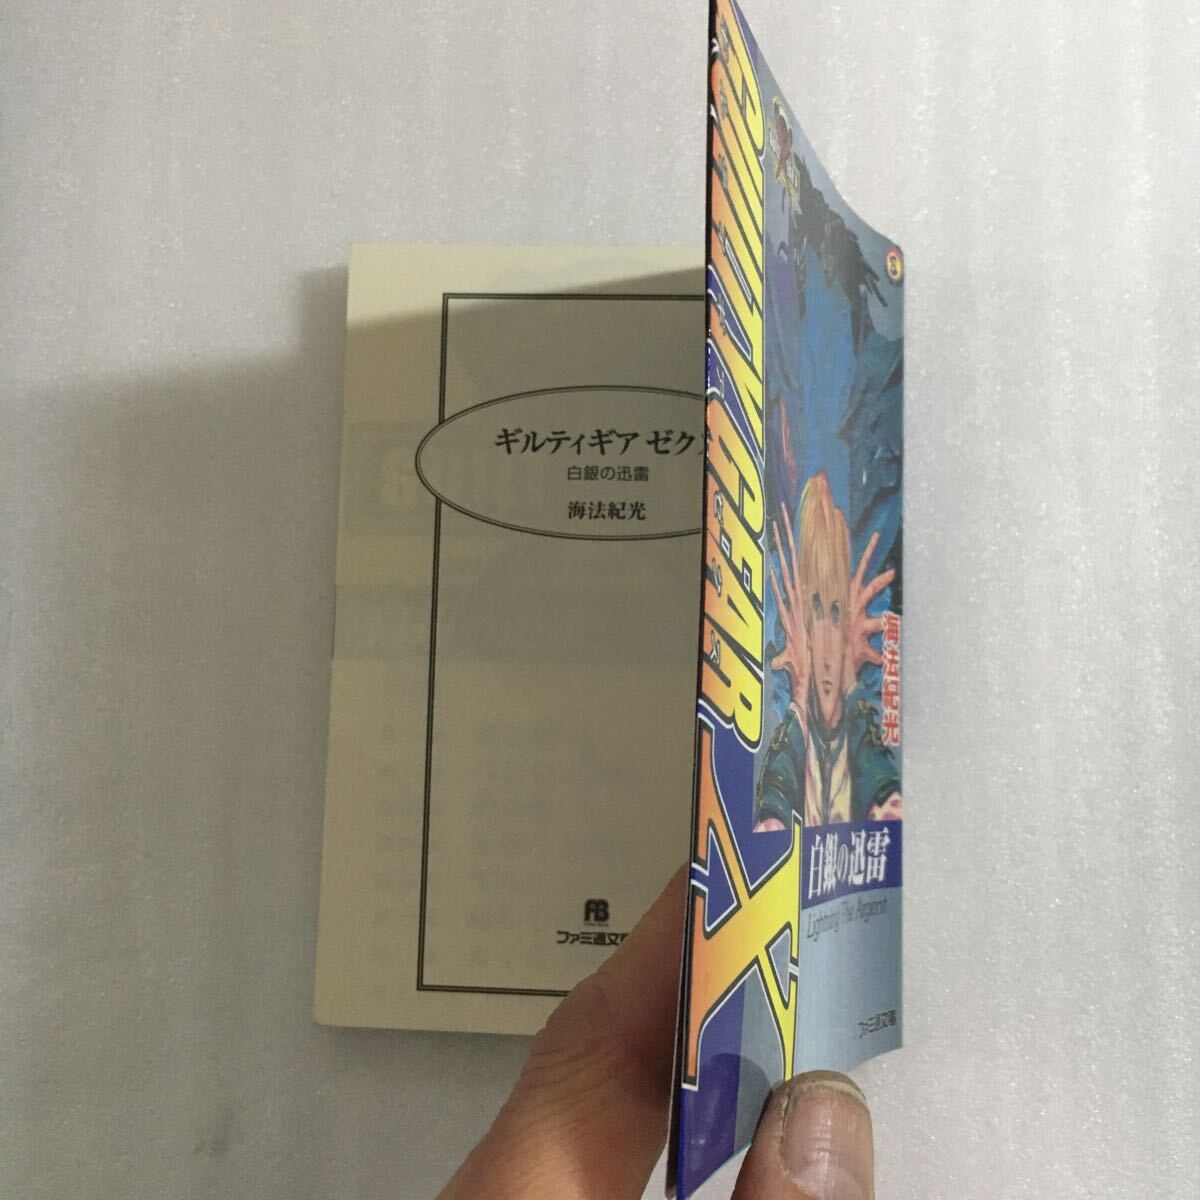 ギルティギア ゼク
白銀の迅雷
海法紀光
FB
ファミ通文庫
GUILTY GEAR
X
海法紀光
白銀の迅雷
Lightning The Argent
ファミ通文庫